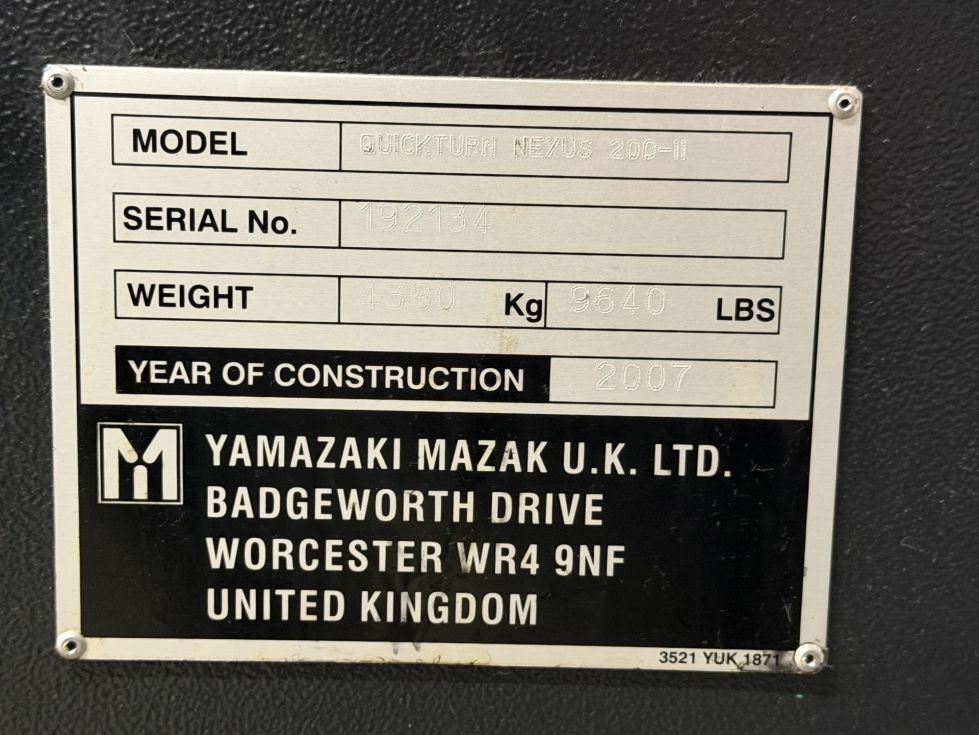 MODEL QUICKTURN NEXUS 200-II
SERIAL No. 192134
WEIGHT 4380 Kg 9640 LBS
YEAR OF CONSTRUCTION 2007
YAMAZAKI MAZAK U.K. LTD.
BADGEWORTH DRIVE
WORCESTER WR4 9NF
UNITED KINGDOM
3521 YUK 1871